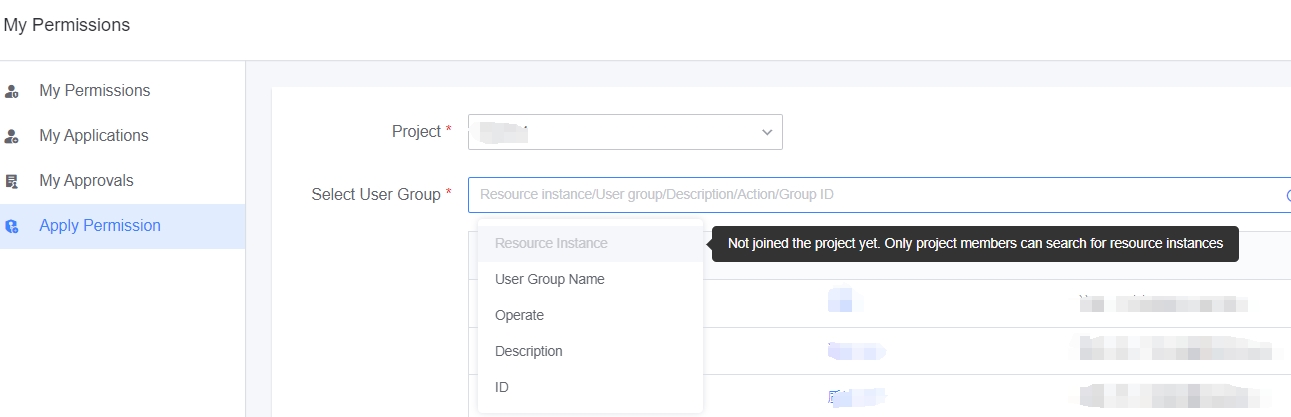 My Permissions
My Permissions
My Applications
My Approvals
Apply Permission
Project *
Select User Group *
Resource instance/User group/Description/Action/Group ID
Resource Instance
Not joined the project yet. Only project members can search for resource instances
User Group Name
Operate
Description
ID